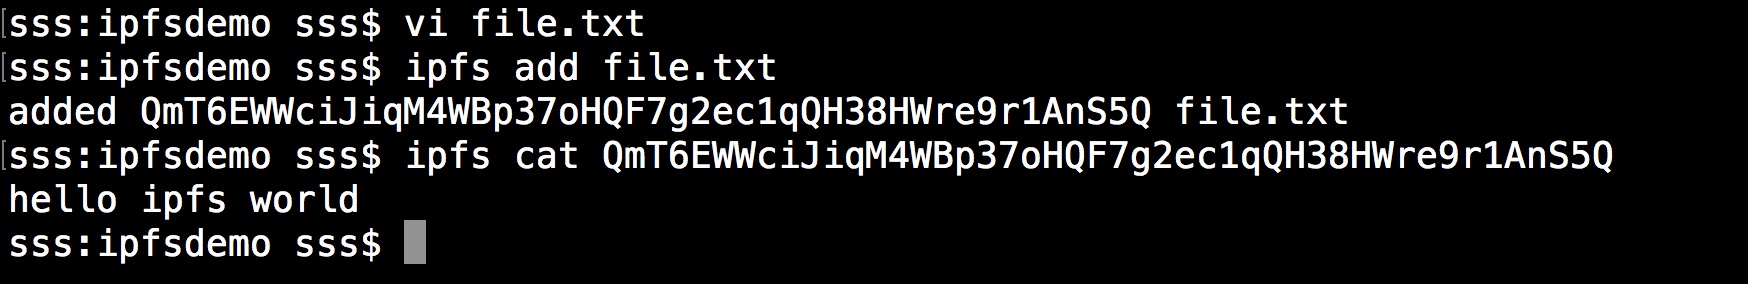 sss:ipfsdemo sss$ vi file.txt
sss:ipfsdemo sss$ ipfs add file.txt
added QmT6EWWciJiqM4WBp37oHQF7g2ec1qQH38HWre9r1AnS5Q file.txt
sss:ipfsdemo sss$ ipfs cat QmT6EWWciJiqM4WBp37oHQF7g2ec1qQH38HWre9r1AnS5Q
hello ipfs world
sss:ipfsdemo sss$